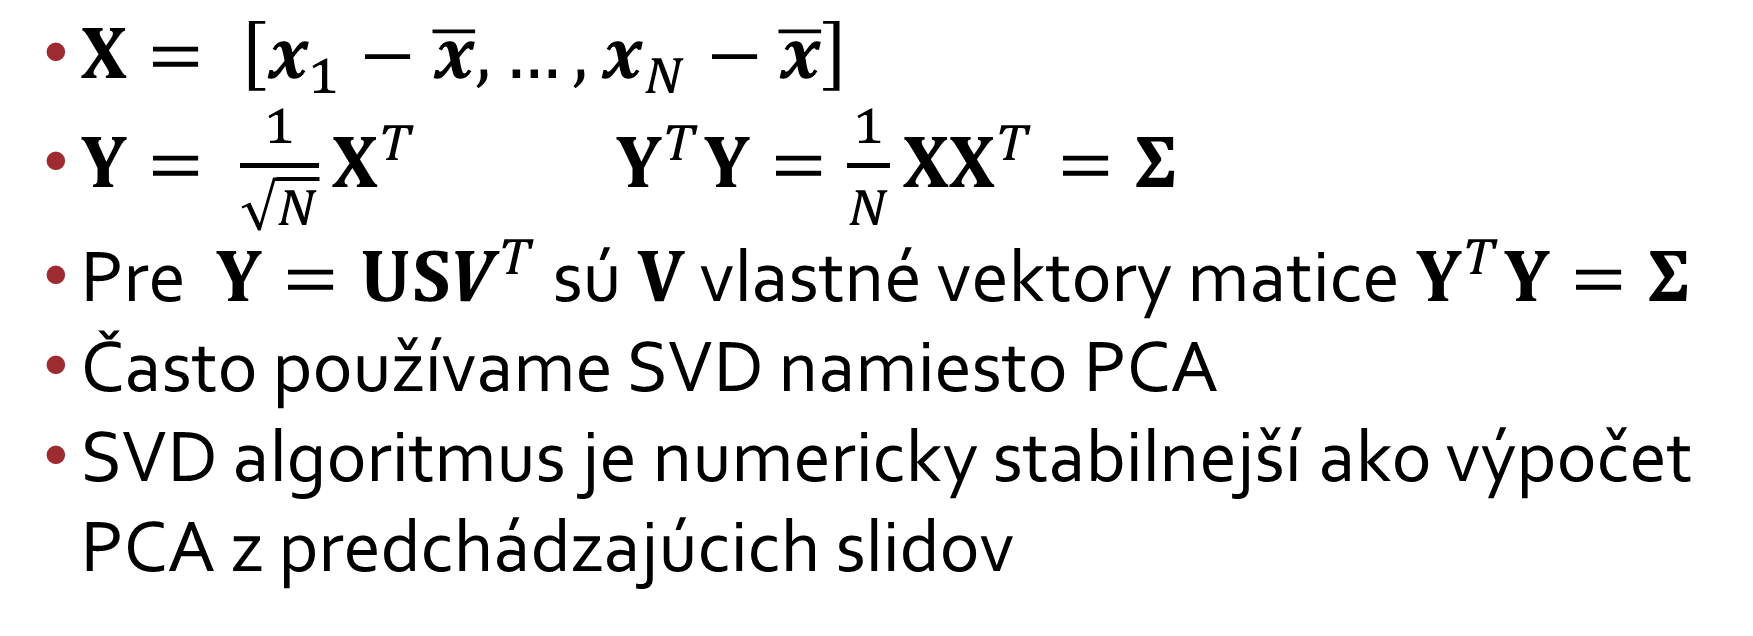 • X = [x₁ − x̅, … , x_N − x̅]
• Y = 1/√N Xᵀ YᵀY = 1/N XXᵀ = Σ
• Pre Y = USVᵀ sú V vlastné vektory matice YᵀY = Σ
• Často používame SVD namiesto PCA
• SVD algoritmus je numericky stabilnejší ako výpočet
PCA z predchádzajúcich slidov